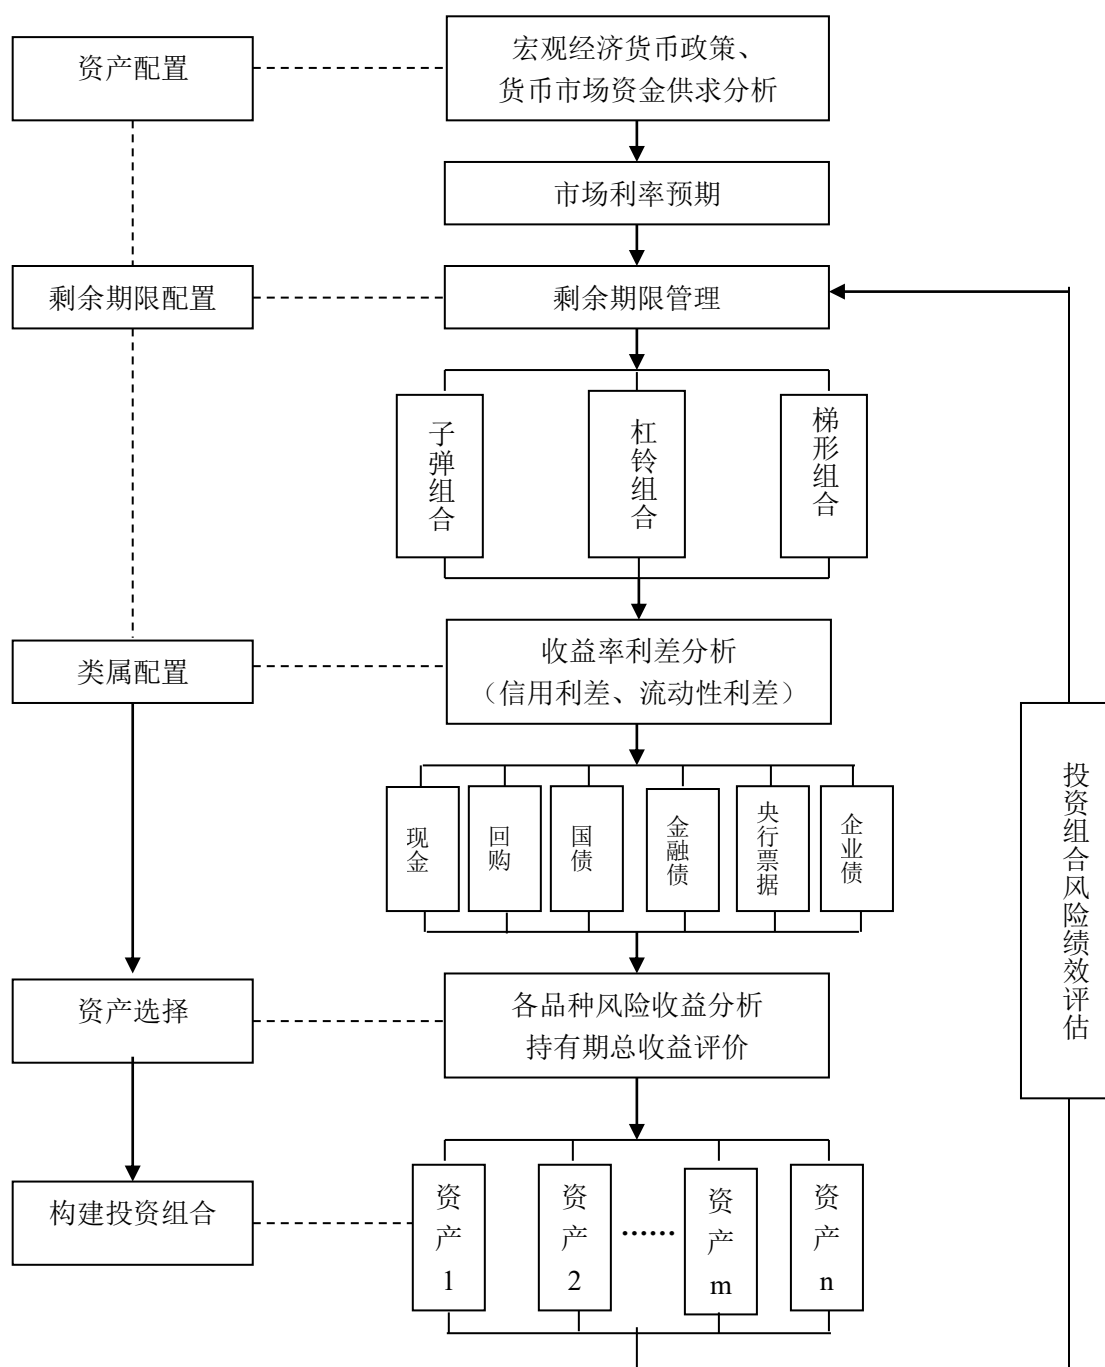 资产配置
宏观经济货币政策、
货币市场资金供求分析
市场利率预期
剩余期限配置
剩余期限管理
子弹组合
杠铃组合
梯形组合
类属配置
收益率利差分析
（信用利差、流动性利差）
现金
回购
国债
金融债
央行票据
企业债
投资组合风险绩效评估
资产选择
各品种风险收益分析
持有期总收益评价
构建投资组合
资产1
资产2
……
资产m
资产n